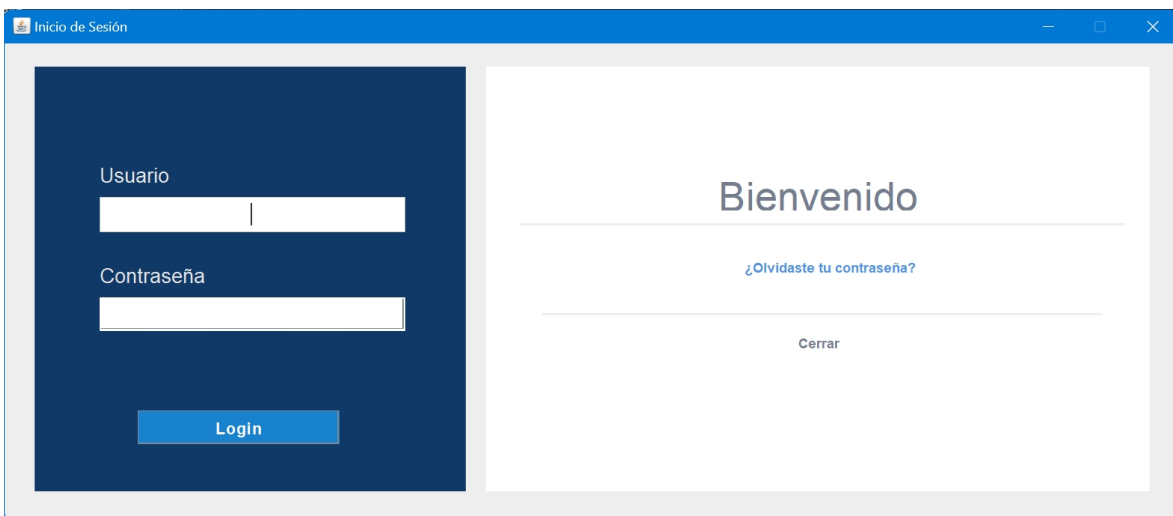 Inicio de Sesión
Usuario
Contraseña
Login
Bienvenido
¿Olvidaste tu contraseña?
Cerrar